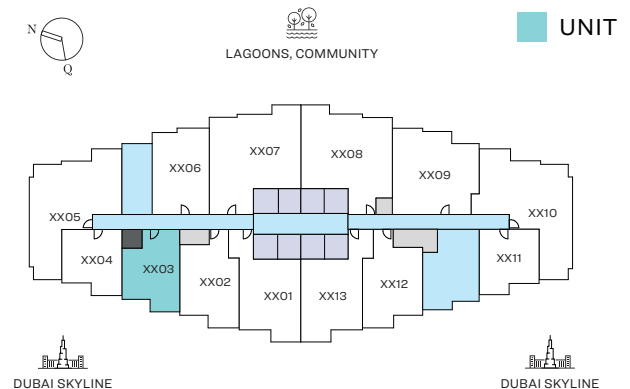 N
Q
LAGOONS, COMMUNITY
UNIT
XX07
XX08
XX06
XX09
XX05
XX10
XX04
XX03
XX02
XX01
XX13
XX12
XX11
DUBAI SKYLINE
DUBAI SKYLINE